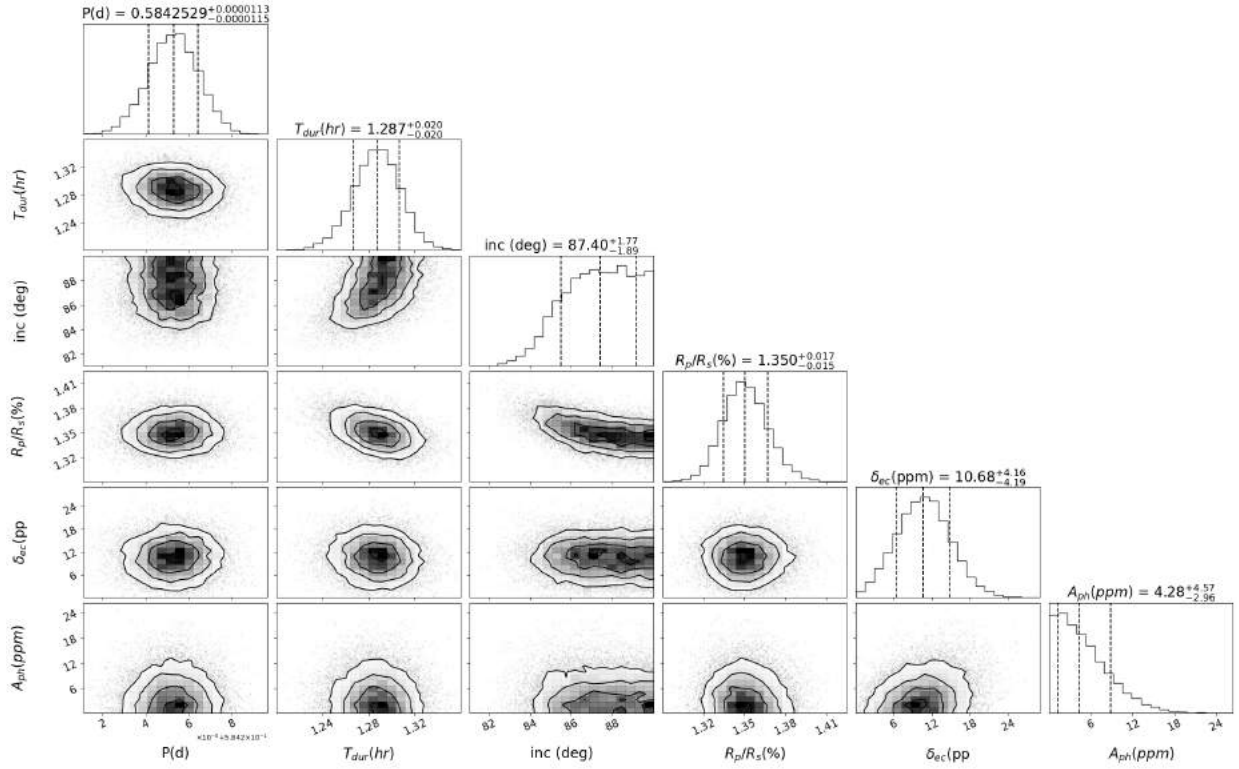 P(d) = 0.5842529+0.0000113−0.0000115
T_dur(hr) = 1.287+0.020−0.020
T_dur(hr)
1.32
1.28
1.24
inc (deg) = 87.40+1.77−1.89
inc (deg)
88
86
84
82
R_p/R_s(%) = 1.350+0.017−0.015
R_p/R_s(%)
1.41
1.38
1.35
1.32
δ_ec(ppm) = 10.68+4.16−4.19
δ_ec(pp
24
18
12
6
A_ph(ppm) = 4.28+4.57−2.96
A_ph(ppm)
24
18
12
6
2 4 6 8 1.24 1.28 1.32 82 84 86 88 1.32 1.35 1.38 1.41 6 12 18 24 6 12 18 24
×10⁻⁵+5.842×10⁻¹
P(d) T_dur(hr) inc (deg) R_p/R_s(%) δ_ec(pp A_ph(ppm)